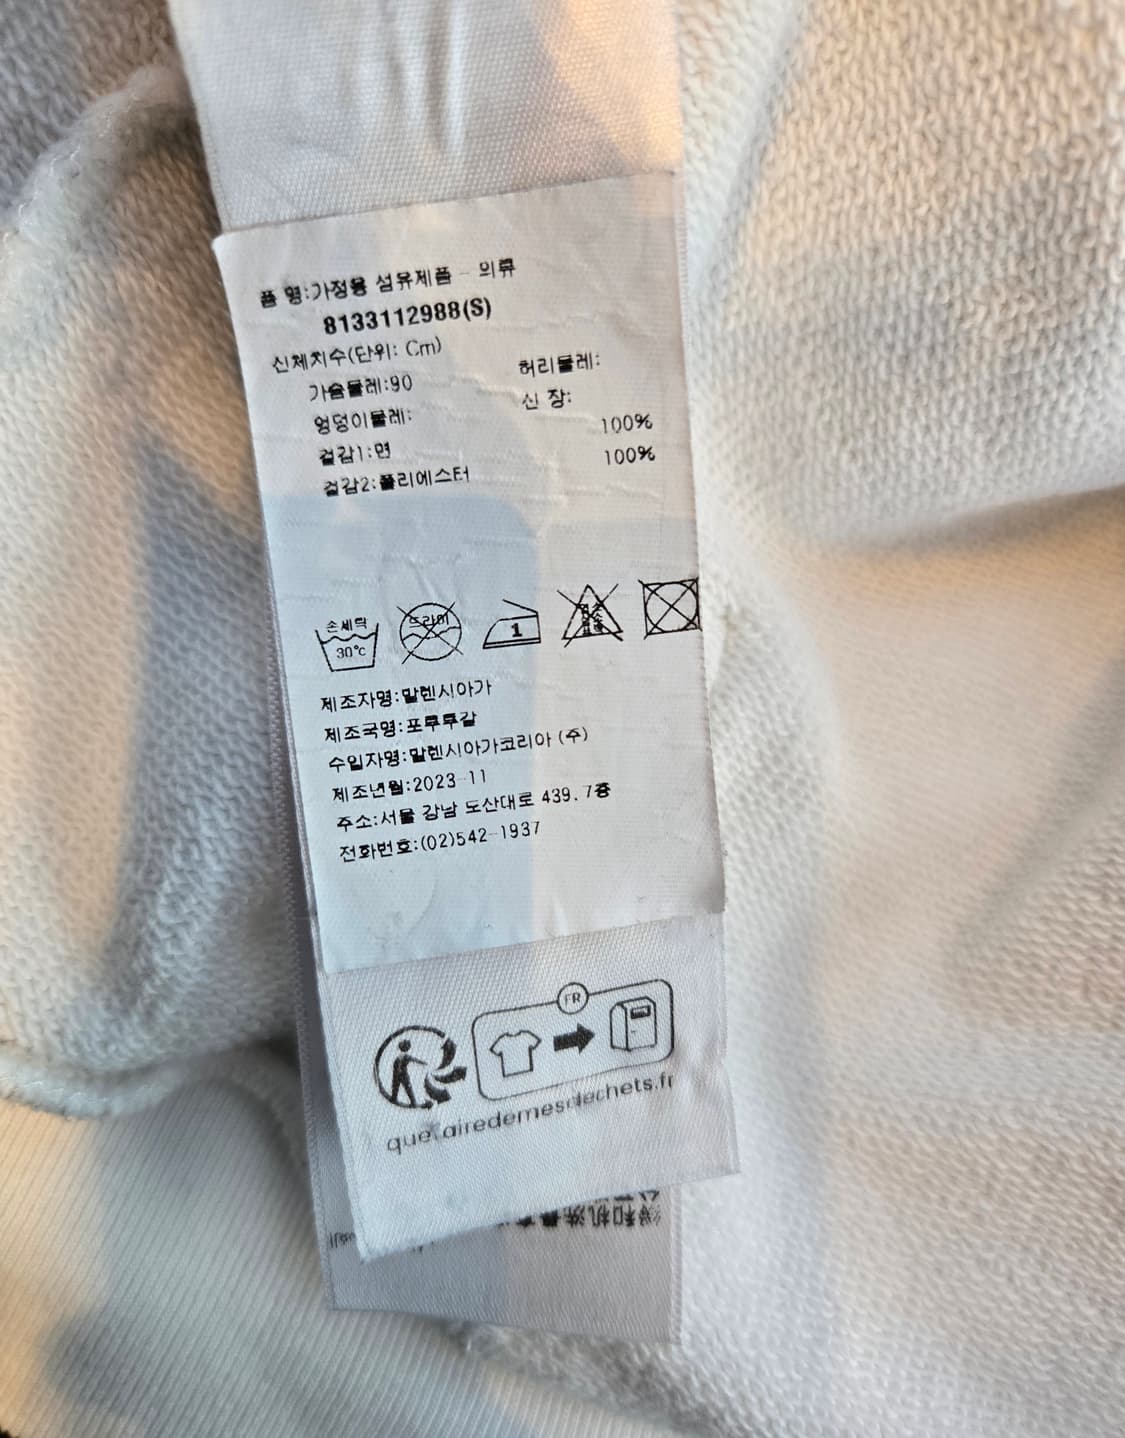 품 명:가정용 섬유제품 - 의류
8133112988(S)
신체치수(단위: Cm)
가슴둘레:90
허리둘레:
엉덩이둘레:
신 장:
겉감1:면 100%
겉감2:폴리에스터 100%
손세탁
30℃
드라이
1
염소
표백
제조자명:발렌시아가
제조국명:포루투갈
수입자명:발렌시아가코리아 (주)
제조년월:2023-11
주소:서울 강남 도산대로 439. 7층
전화번호:(02)542-1937
FR
quefairedemesdechets.fr